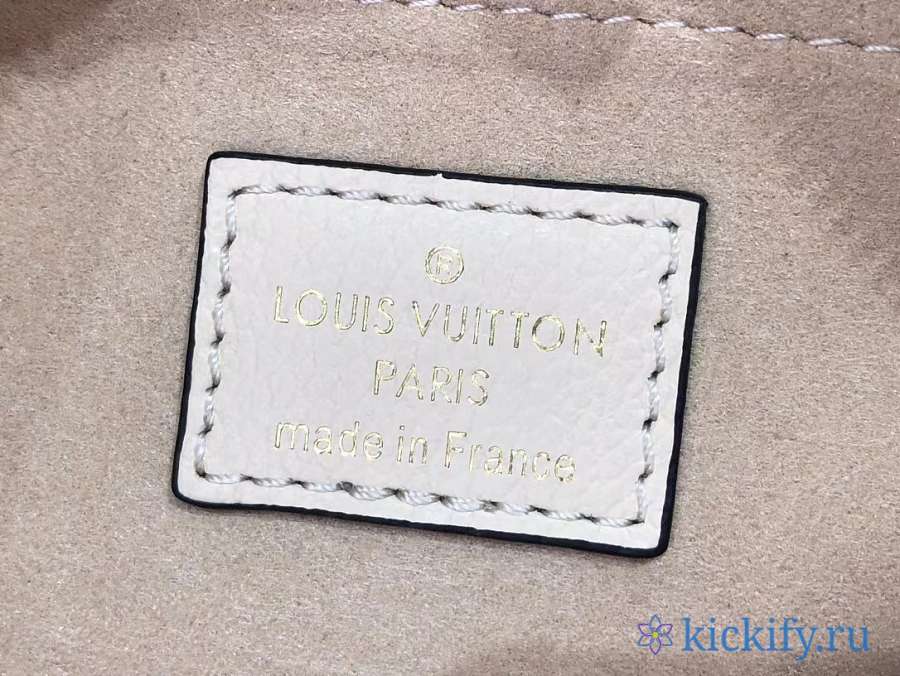 ®
LOUIS VUITTON
PARIS
made in France
kickify.ru